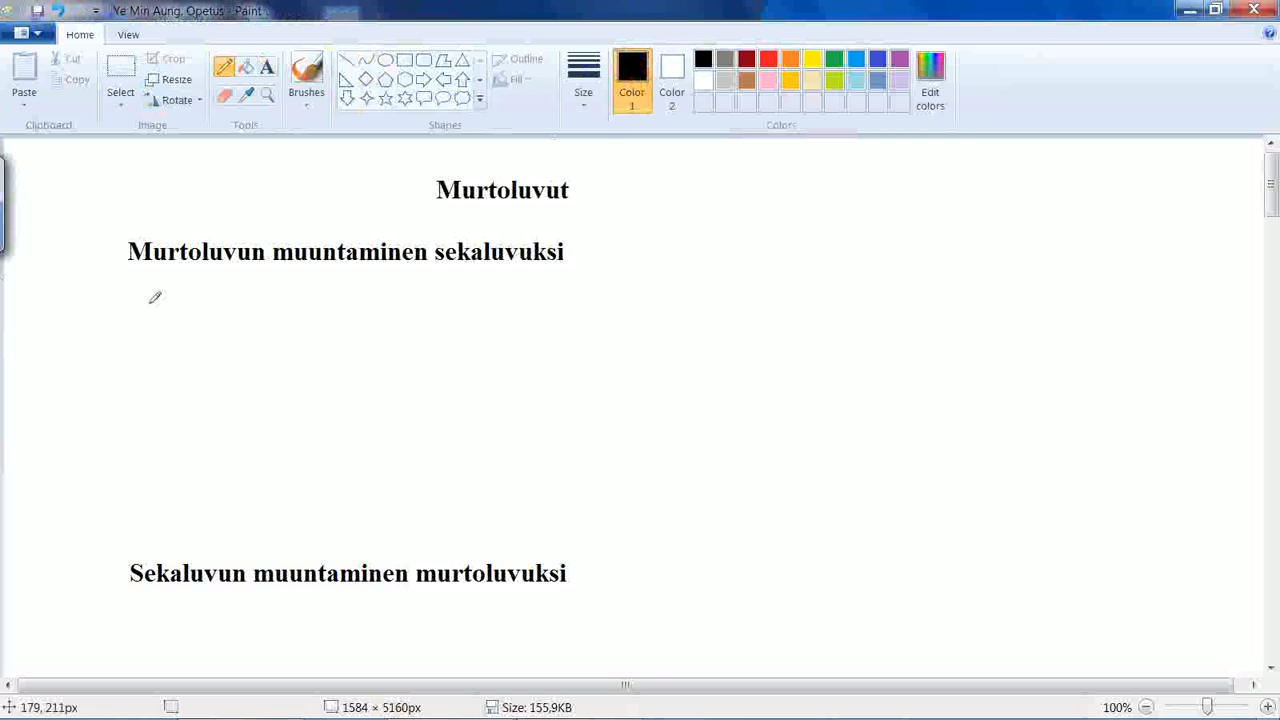 Ye Min Aung, Opetus - Paint
Home
View
Paste
Cut
Copy
Clipboard
Select
Crop
Resize
Rotate
Image
A
Tools
Brushes
Outline
Fill
Shapes
Size
Color 1
Color 2
Edit colors
Colors
Murtoluvut
Murtoluvun muuntaminen sekaluvuksi
Sekaluvun muuntaminen murtoluvuksi
179, 211px
1584 × 5160px
Size: 155,9KB
100%